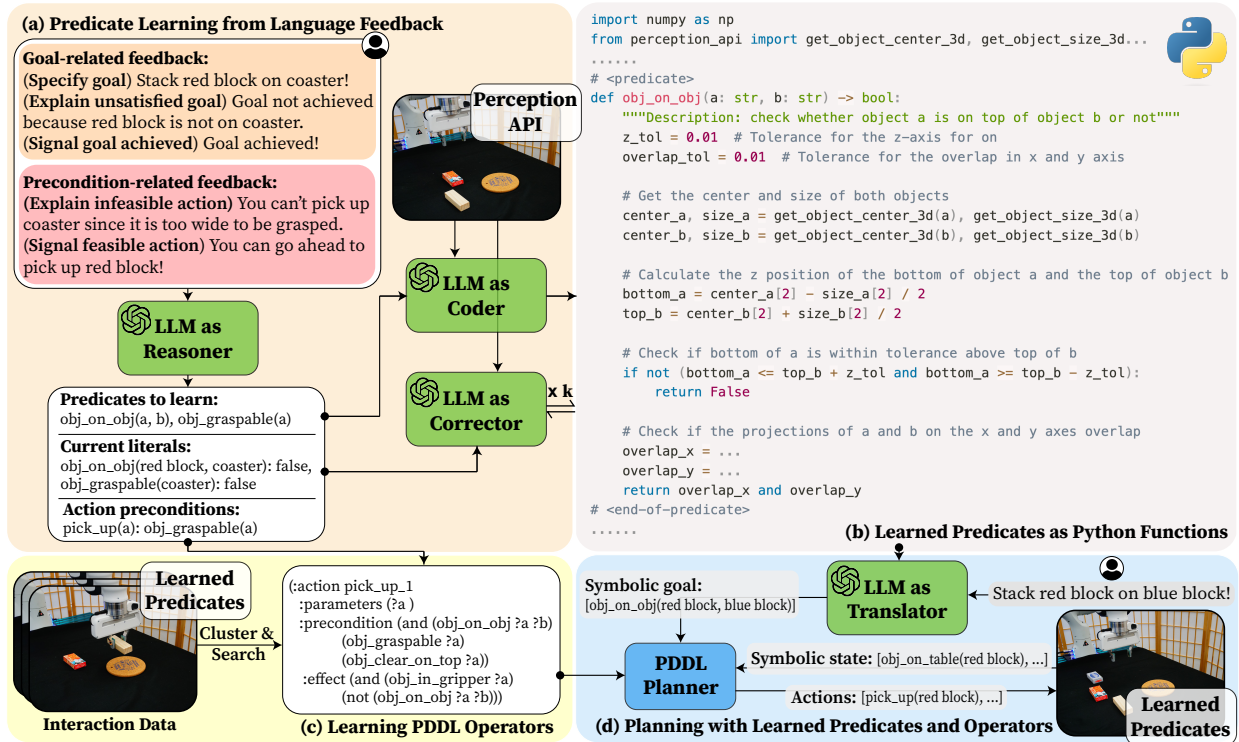 (a) Predicate Learning from Language Feedback
Goal-related feedback:
(Specify goal) Stack red block on coaster!
(Explain unsatisfied goal) Goal not achieved
because red block is not on coaster.
(Signal goal achieved) Goal achieved!
Precondition-related feedback:
(Explain infeasible action) You can't pick up
coaster since it is too wide to be grasped.
(Signal feasible action) You can go ahead to
pick up red block!
Perception
API
LLM as
Reasoner
LLM as
Coder
LLM as
Corrector
x k
Predicates to learn:
obj_on_obj(a, b), obj_graspable(a)
Current literals:
obj_on_obj(red block, coaster): false,
obj_graspable(coaster): false
Action preconditions:
pick_up(a): obj_graspable(a)
import numpy as np
from perception_api import get_object_center_3d, get_object_size_3d...
......
# <predicate>
def obj_on_obj(a: str, b: str) -> bool:
"""Description: check whether object a is on top of object b or not"""
z_tol = 0.01  # Tolerance for the z-axis for on
overlap_tol = 0.01  # Tolerance for the overlap in x and y axis
# Get the center and size of both objects
center_a, size_a = get_object_center_3d(a), get_object_size_3d(a)
center_b, size_b = get_object_center_3d(b), get_object_size_3d(b)
# Calculate the z position of the bottom of object a and the top of object b
bottom_a = center_a[2] - size_a[2] / 2
top_b = center_b[2] + size_b[2] / 2
# Check if bottom of a is within tolerance above top of b
if not (bottom_a <= top_b + z_tol and bottom_a >= top_b - z_tol):
return False
# Check if the projections of a and b on the x and y axes overlap
overlap_x = ...
overlap_y = ...
return overlap_x and overlap_y
# <end-of-predicate>
......
(b) Learned Predicates as Python Functions
Learned
Predicates
Cluster &
Search
Interaction Data
(:action pick_up_1
:parameters (?a )
:precondition (and (obj_on_obj ?a ?b)
(obj_graspable ?a)
(obj_clear_on_top ?a))
:effect (and (obj_in_gripper ?a)
(not (obj_on_obj ?a ?b)))
(c) Learning PDDL Operators
Symbolic goal:
[obj_on_obj(red block, blue block)]
LLM as
Translator
Stack red block on blue block!
PDDL
Planner
Symbolic state: [obj_on_table(red block), ...]
Actions: [pick_up(red block), ...]
Learned
Predicates
(d) Planning with Learned Predicates and Operators